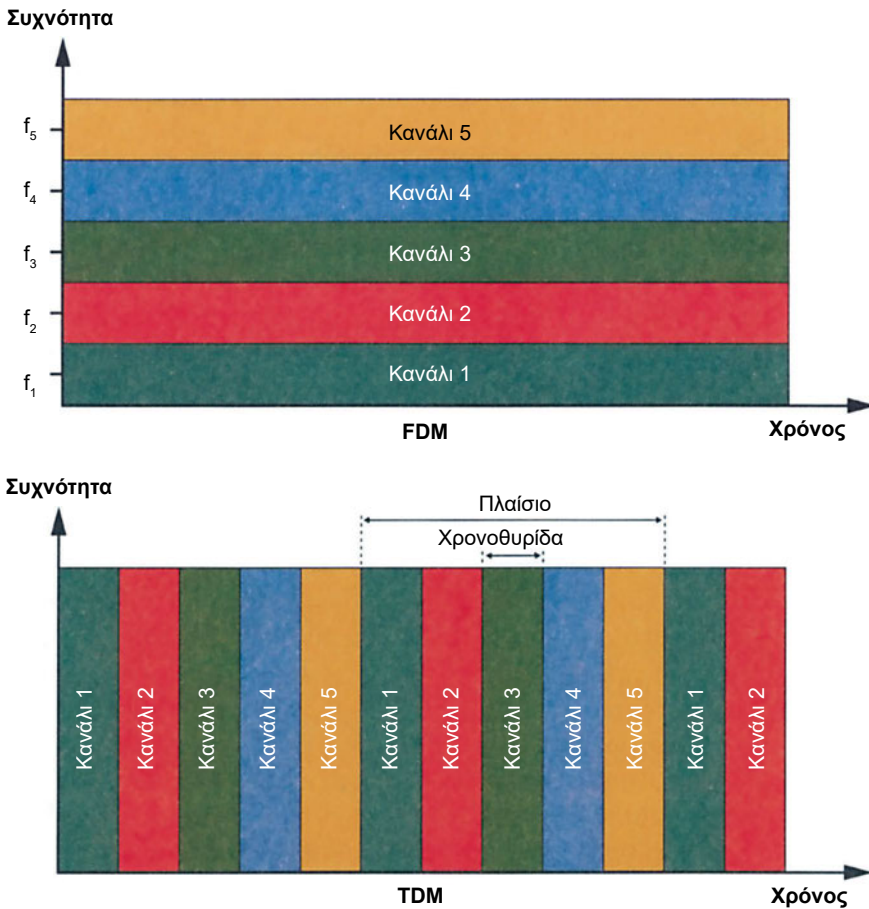 Συχνότητα
f5
Κανάλι 5
f4
Κανάλι 4
f3
Κανάλι 3
f2
Κανάλι 2
f1
Κανάλι 1
FDM
Χρόνος
Συχνότητα
Πλαίσιο
Χρονοθυρίδα
Κανάλι 1
Κανάλι 2
Κανάλι 3
Κανάλι 4
Κανάλι 5
Κανάλι 1
Κανάλι 2
Κανάλι 3
Κανάλι 4
Κανάλι 5
Κανάλι 1
Κανάλι 2
TDM
Χρόνος